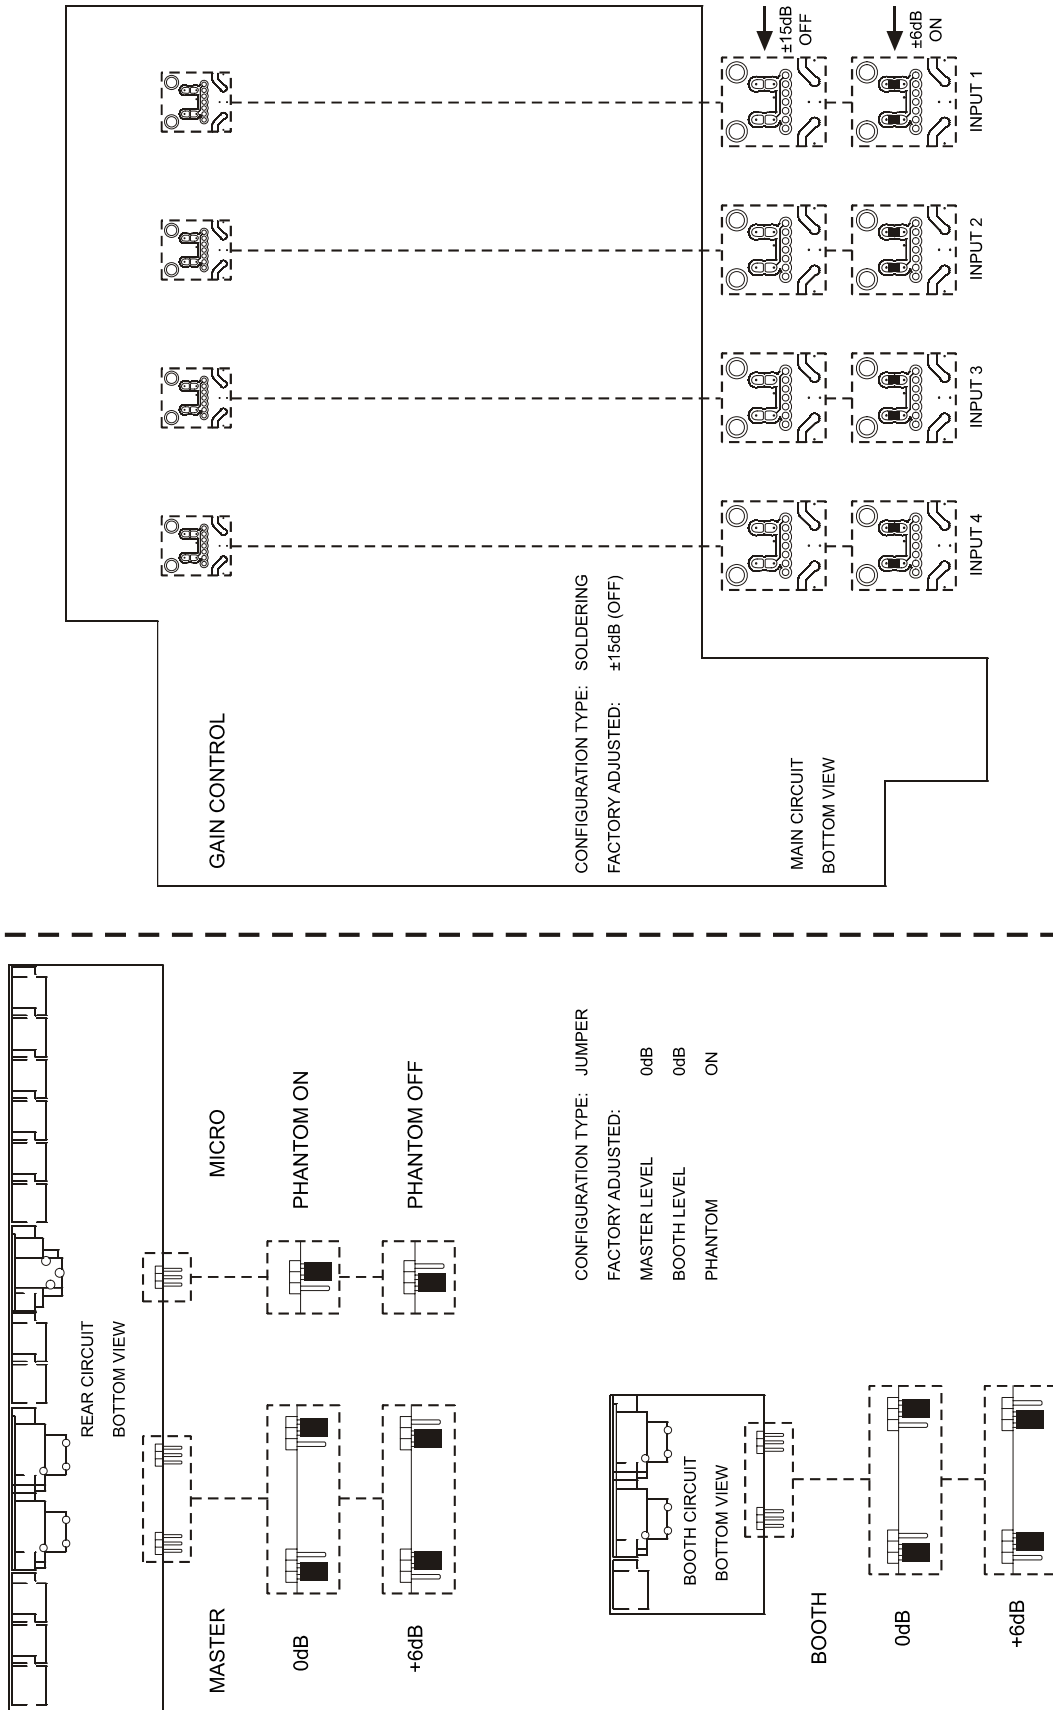 REAR CIRCUIT
BOTTOM VIEW
MASTER
MICRO
0dB
PHANTOM ON
+6dB
PHANTOM OFF
CONFIGURATION TYPE: JUMPER
FACTORY ADJUSTED:
MASTER LEVEL 0dB
BOOTH LEVEL 0dB
PHANTOM ON
BOOTH CIRCUIT
BOTTOM VIEW
BOOTH
0dB
+6dB
GAIN CONTROL
CONFIGURATION TYPE: SOLDERING
FACTORY ADJUSTED: ±15dB (OFF)
MAIN CIRCUIT
BOTTOM VIEW
±15dB
OFF
±6dB
ON
INPUT 4
INPUT 3
INPUT 2
INPUT 1